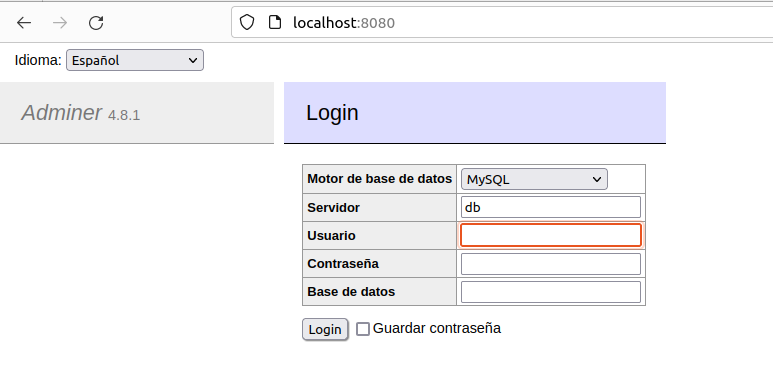 localhost:8080
Idioma: Español
Adminer 4.8.1
Login
Motor de base de datos MySQL
Servidor db
Usuario
Contraseña
Base de datos
Login Guardar contraseña